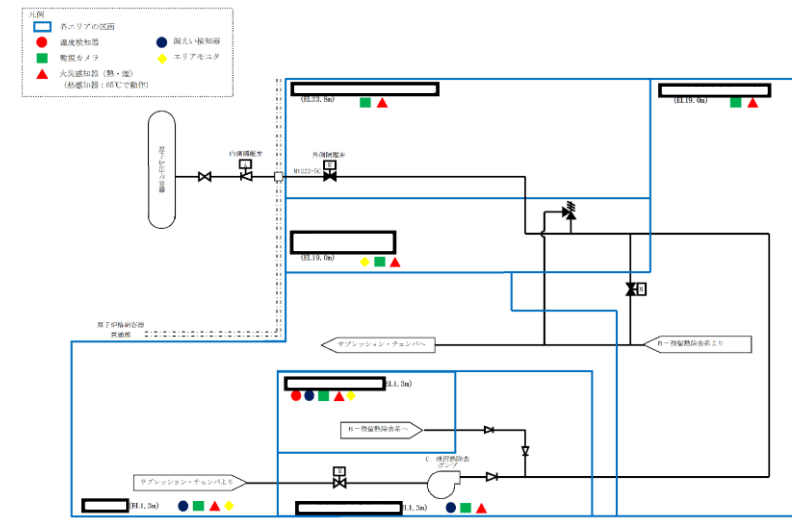 凡例
各エリアの区画
温度検知器
漏えい検知器
監視カメラ
エリアモニタ
火災感知器（熱・煙）
（熱感知器：65℃で動作）
(EL23.8m)
(EL19.0m)
内側隔離弁
外側隔離弁
原子炉圧力容器
(EL19.0m)
原子炉格納容器
貫通部
サプレッション・チェンバへ
B－残留熱除去系より
(EL1.3m)
B－残留熱除去系へ
C－残留熱除去
ポンプ
サプレッション・チェンバより
(EL1.3m)
(EL1.3m)